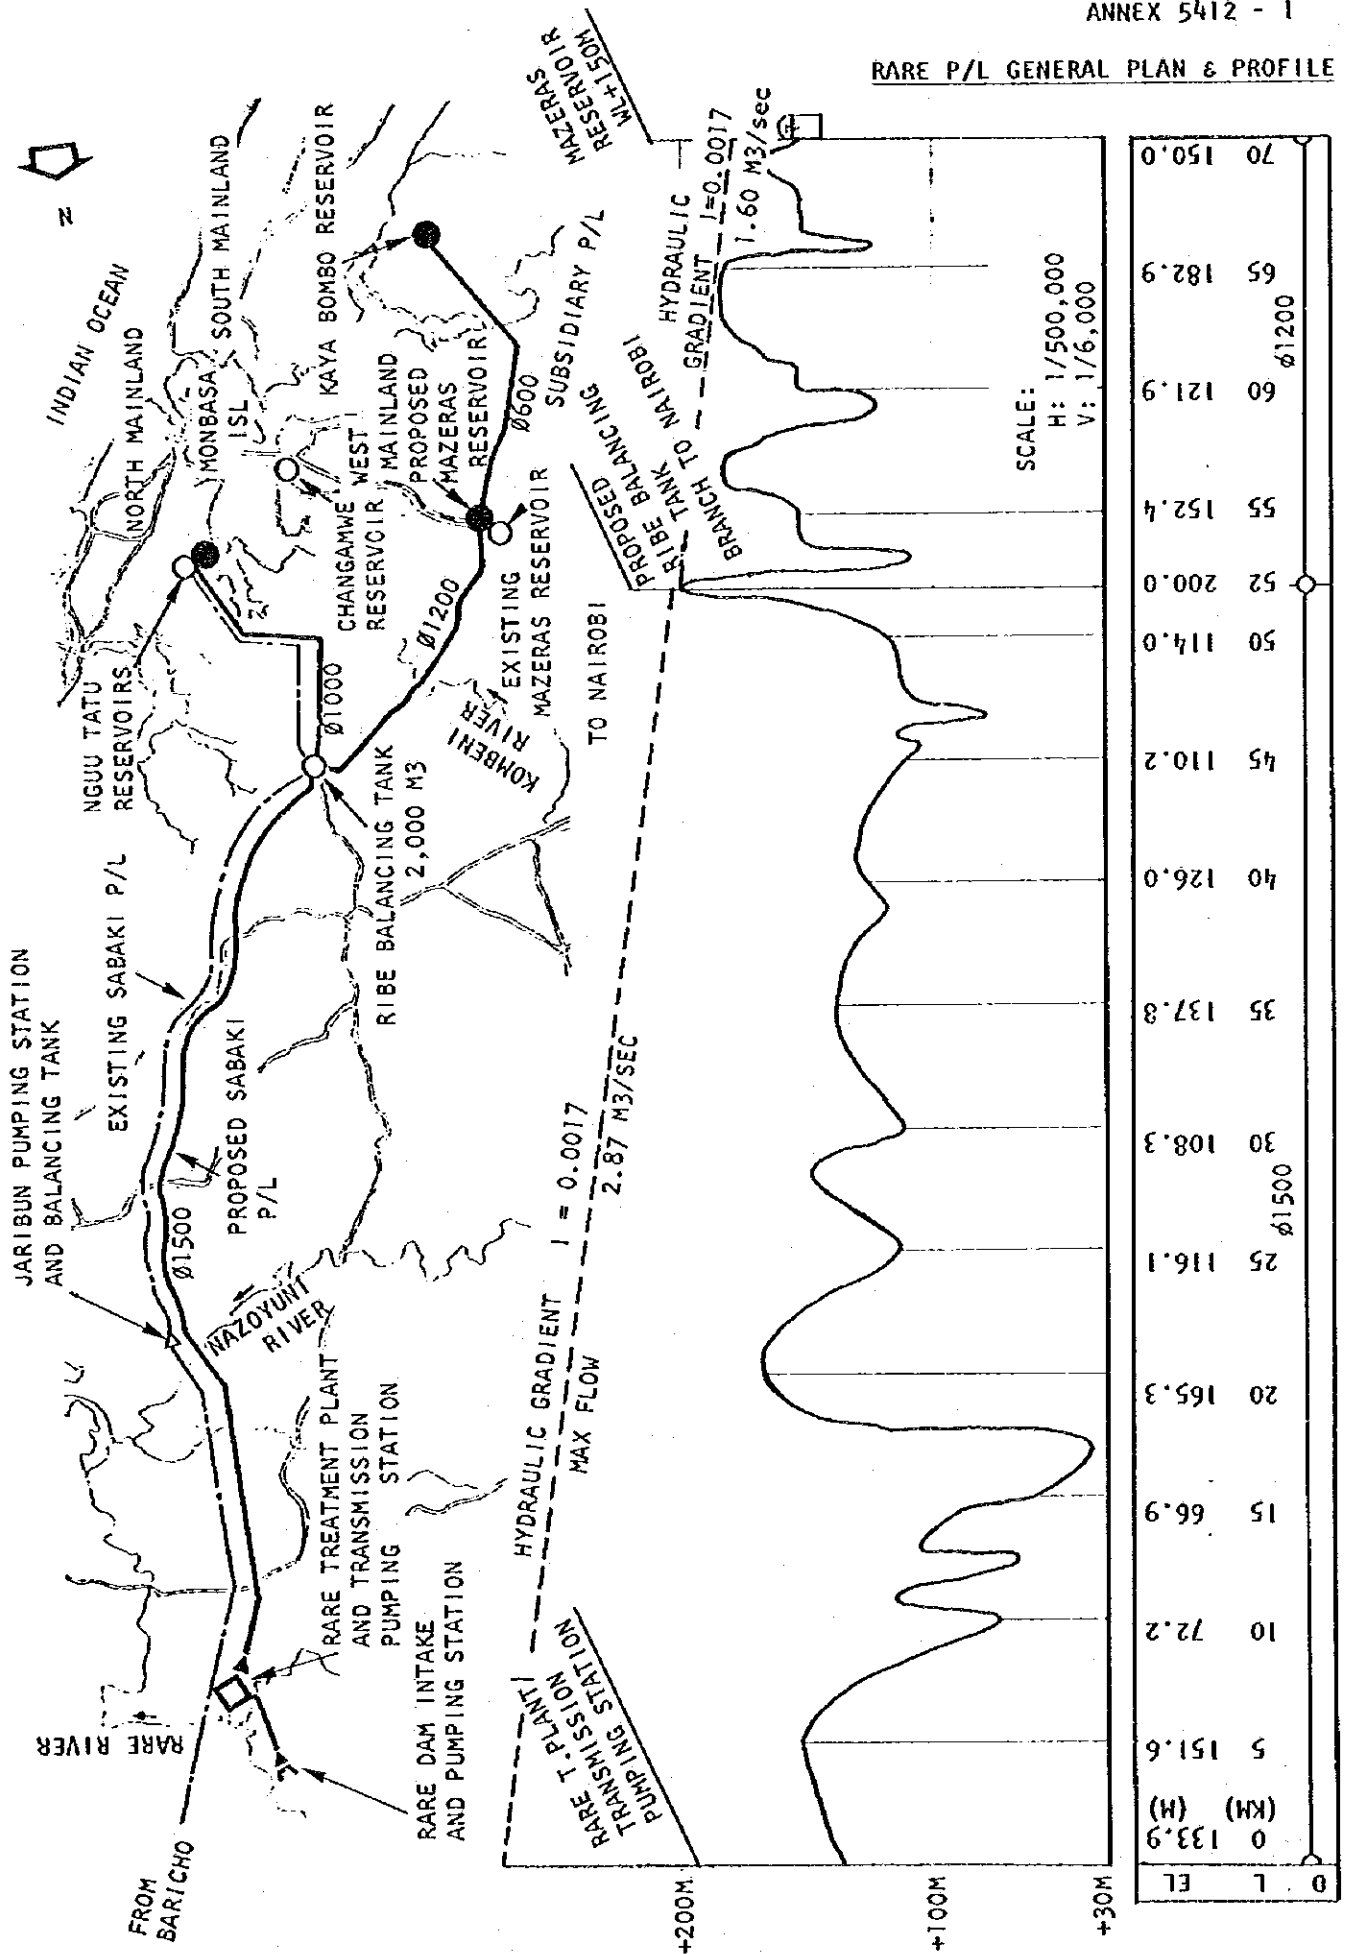 ANNEX 5412 - 1
RARE P/L GENERAL PLAN & PROFILE
N
INDIAN OCEAN
NORTH MAINLAND
MONBASA
ISL
SOUTH MAINLAND
KAYA BOMBO RESERVOIR
NGUU TATU
RESERVOIRS
CHANGAMWE
RESERVOIR
WEST
MAINLAND
PROPOSED
MAZERAS
RESERVOIR
Ø600
SUBSIDIARY P/L
EXISTING
MAZERAS RESERVOIR
Ø1200
Ø1000
KOMBENI
RIVER
TO NAIROBI
RIBE BALANCING TANK
2,000 M3
JARIBUN PUMPING STATION
AND BALANCING TANK
EXISTING SABAKI P/L
PROPOSED SABAKI
P/L
Ø1500
NAZOYUNI
RIVER
RARE TREATMENT PLANT
AND TRANSMISSION
PUMPING STATION
RARE DAM INTAKE
AND PUMPING STATION
RARE RIVER
FROM
BARICHO
RARE T.PLANT
TRANSMISSION
PUMPING STATION
HYDRAULIC GRADIENT I = 0.0017
MAX FLOW 2.87 M3/SEC
PROPOSED
RIBE BALANCING
TANK
BRANCH TO NAIROBI
HYDRAULIC
GRADIENT I=0.0017
1.60 M3/sec
MAZERAS
RESERVOIR
WL+150M
SCALE:
H: 1/500,000
V: 1/6,000
+200M
+100M
+30M
EL (M) 133.9 151.6 72.2 66.9 165.3 116.1 108.3 137.8 126.0 110.2 114.0 200.0 152.4 121.9 182.9 150.0
L (KM) 0 5 10 15 20 25 30 35 40 45 50 52 55 60 65 70
D Ø1500 Ø1200